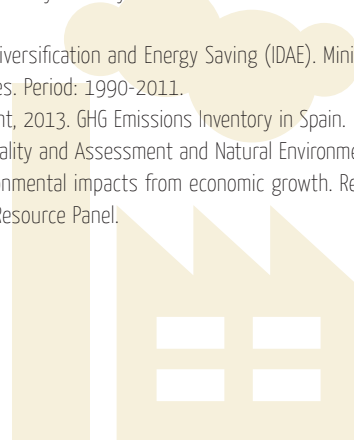 iversification and Energy Saving (IDAE). Mini
es. Period: 1990-2011.
nt, 2013. GHG Emissions Inventory in Spain.
ality and Assessment and Natural Environme
onmental impacts from economic growth. Re
Resource Panel.